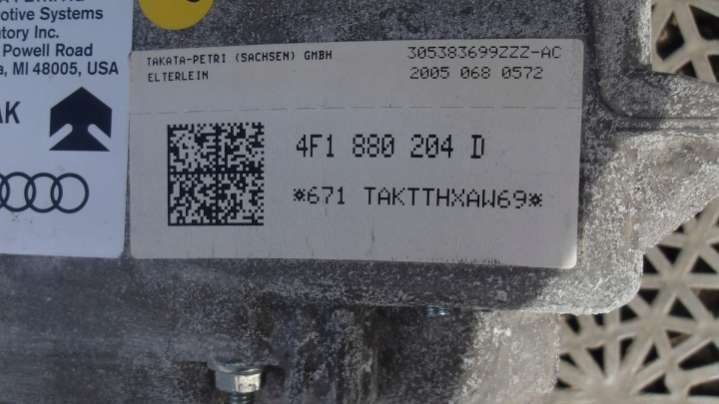 otive Systems
tory Inc.
Powell Road
a, MI 48005, USA
AK
TAKATA-PETRI (SACHSEN) GMBH
ELTERLEIN
305383699ZZZ-AC
2005 068 0572
4F1 880 204 D
*671 TAKTTHXAW69*